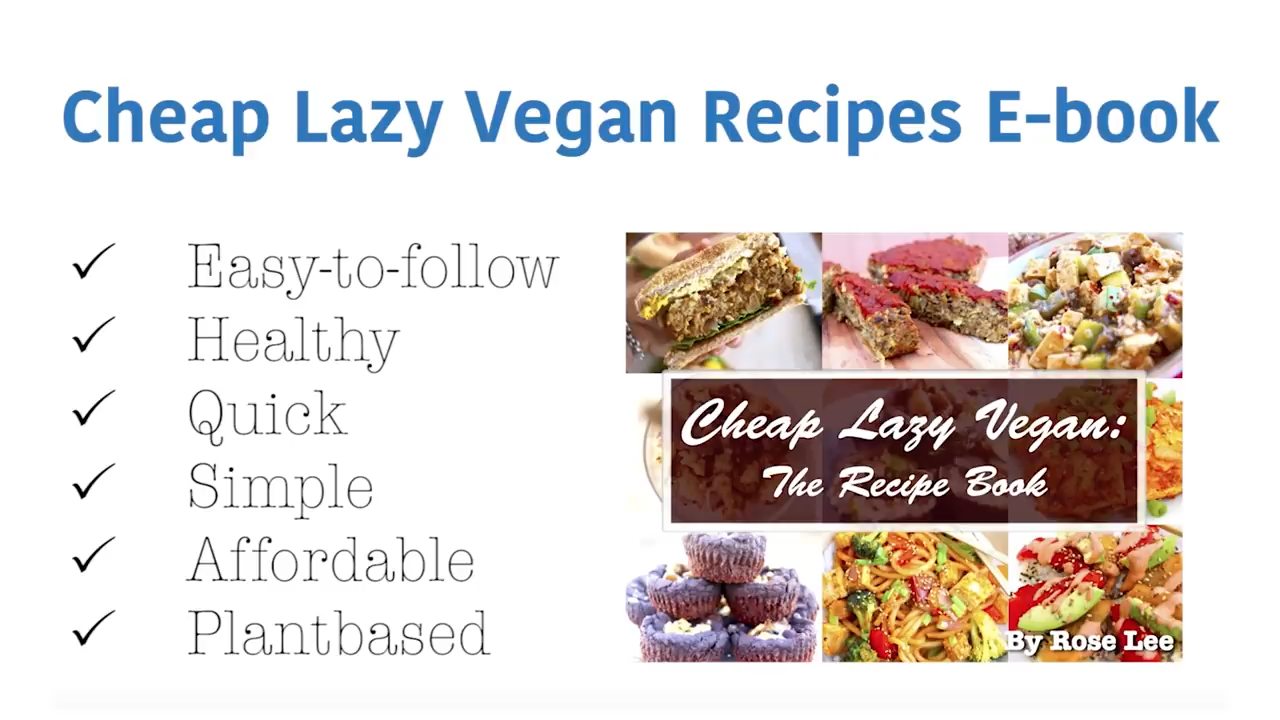 Cheap Lazy Vegan Recipes E-book
✓ Easy-to-follow
✓ Healthy
✓ Quick
✓ Simple
✓ Affordable
✓ Plantbased
Cheap Lazy Vegan:
The Recipe Book
By Rose Lee